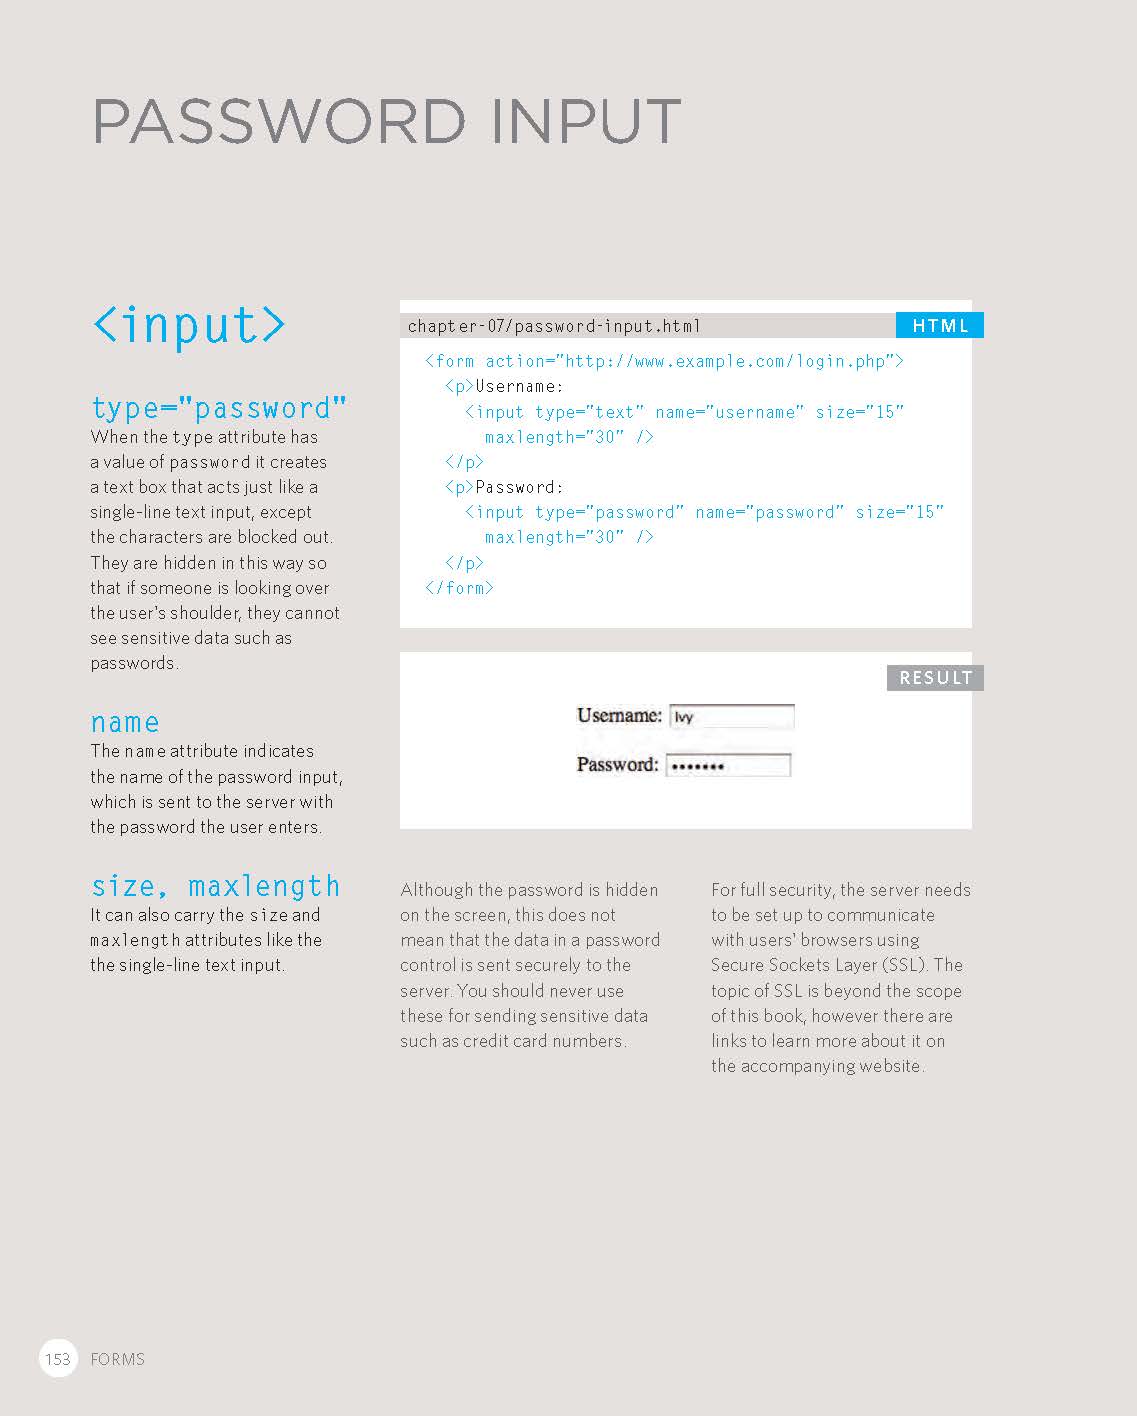 PASSWORD INPUT
<input>
type="password"
When the type attribute has
a value of password it creates
a text box that acts just like a
single-line text input, except
the characters are blocked out.
They are hidden in this way so
that if someone is looking over
the user's shoulder, they cannot
see sensitive data such as
passwords.
name
The name attribute indicates
the name of the password input,
which is sent to the server with
the password the user enters.
size, maxlength
It can also carry the size and
maxlength attributes like the
the single-line text input.
chapter-07/password-input.html
HTML
<form action="http://www.example.com/login.php">
<p>Username:
<input type="text" name="username" size="15"
maxlength="30" />
</p>
<p>Password:
<input type="password" name="password" size="15"
maxlength="30" />
</p>
</form>
RESULT
Username: Ivy
Password: •••••••
Although the password is hidden
on the screen, this does not
mean that the data in a password
control is sent securely to the
server. You should never use
these for sending sensitive data
such as credit card numbers.
For full security, the server needs
to be set up to communicate
with users' browsers using
Secure Sockets Layer (SSL). The
topic of SSL is beyond the scope
of this book, however there are
links to learn more about it on
the accompanying website.
153 FORMS